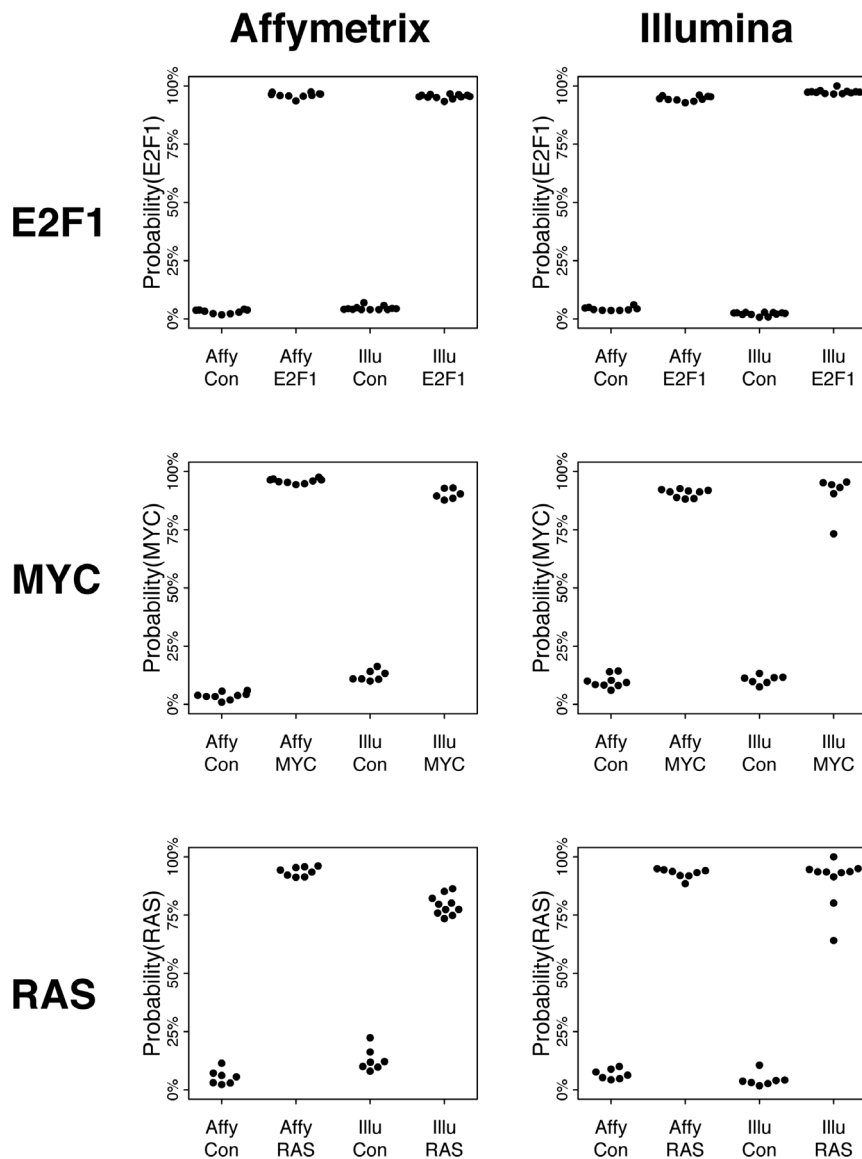 Affymetrix Illumina
E2F1
Probability(E2F1)
0% 25% 50% 75% 100%
Affy Affy Illu Illu
Con E2F1 Con E2F1
Probability(E2F1)
0% 25% 50% 75% 100%
Affy Affy Illu Illu
Con E2F1 Con E2F1
MYC
Probability(MYC)
0% 25% 50% 75% 100%
Affy Affy Illu Illu
Con MYC Con MYC
Probability(MYC)
0% 25% 50% 75% 100%
Affy Affy Illu Illu
Con MYC Con MYC
RAS
Probability(RAS)
0% 25% 50% 75% 100%
Affy Affy Illu Illu
Con RAS Con RAS
Probability(RAS)
0% 25% 50% 75% 100%
Affy Affy Illu Illu
Con RAS Con RAS